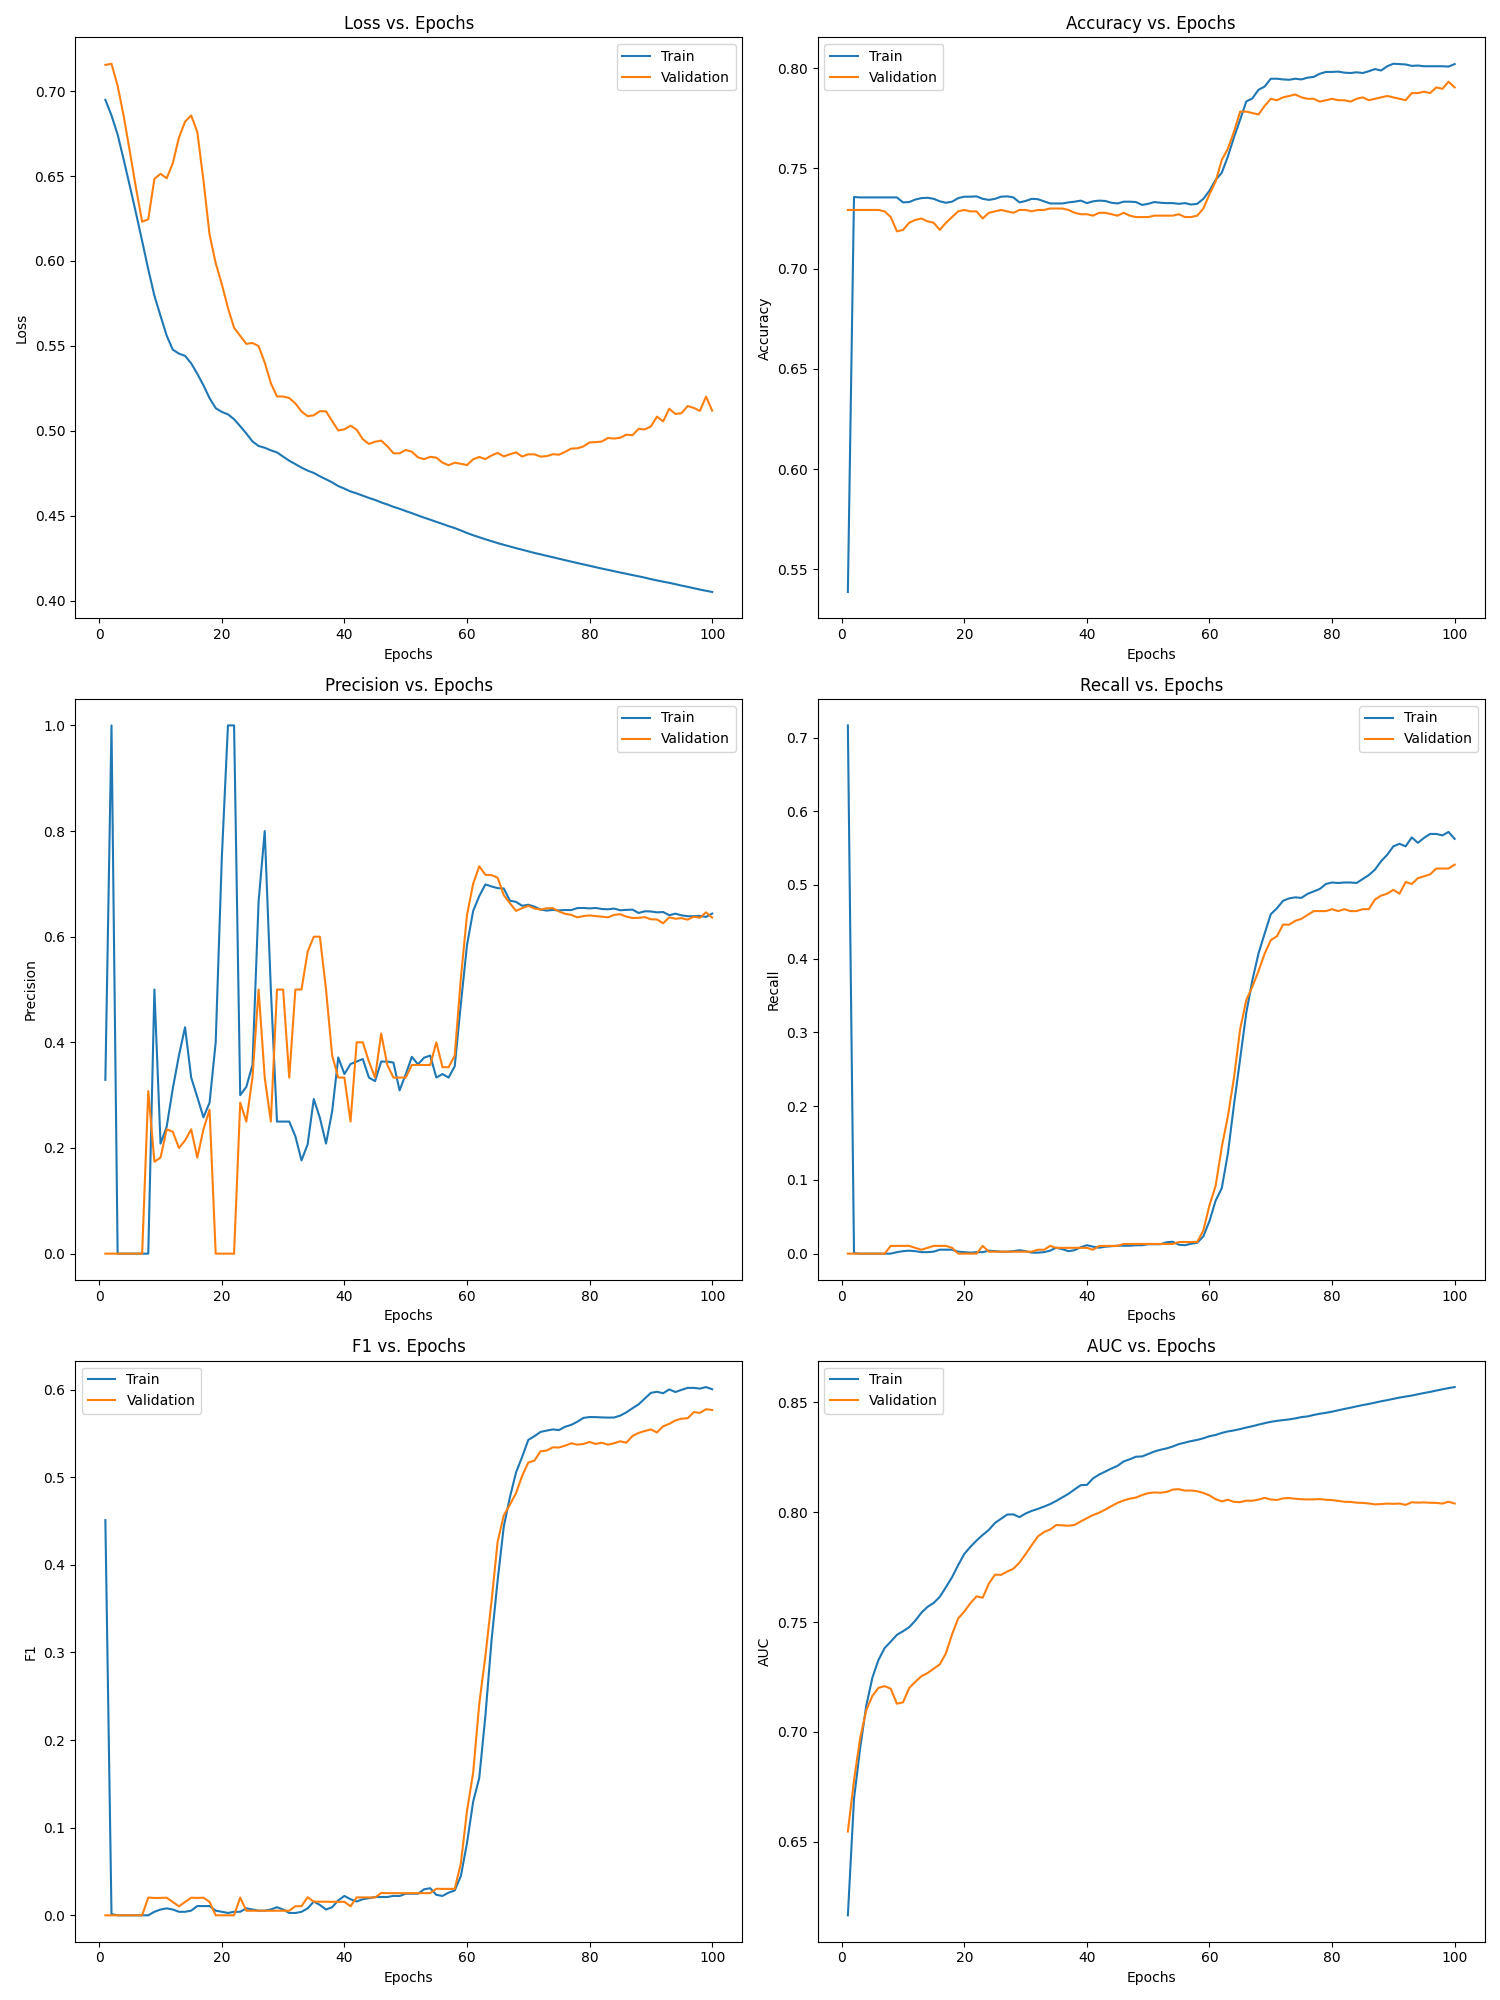 Loss vs. Epochs
Train
Validation
0.70
0.65
0.60
0.55
0.50
0.45
0.40
Loss
0 20 40 60 80 100
Epochs
Accuracy vs. Epochs
Train
Validation
0.80
0.75
0.70
0.65
0.60
0.55
Accuracy
0 20 40 60 80 100
Epochs
Precision vs. Epochs
Train
Validation
1.0
0.8
0.6
0.4
0.2
0.0
Precision
0 20 40 60 80 100
Epochs
Recall vs. Epochs
Train
Validation
0.7
0.6
0.5
0.4
0.3
0.2
0.1
0.0
Recall
0 20 40 60 80 100
Epochs
F1 vs. Epochs
Train
Validation
0.6
0.5
0.4
0.3
0.2
0.1
0.0
F1
0 20 40 60 80 100
Epochs
AUC vs. Epochs
Train
Validation
0.85
0.80
0.75
0.70
0.65
AUC
0 20 40 60 80 100
Epochs